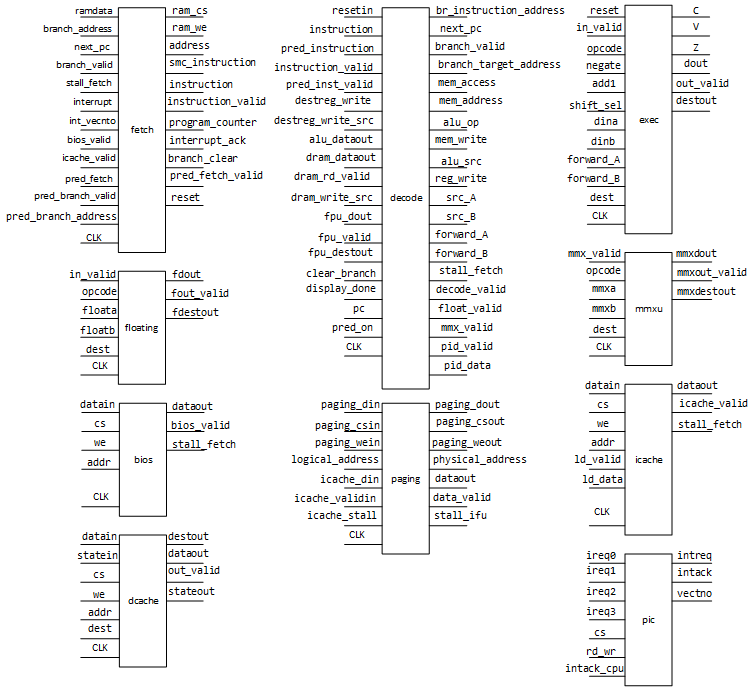 ramdata
branch_address
next_pc
branch_valid
stall_fetch
interrupt
int_vecnto
bios_valid
icache_valid
pred_fetch
pred_branch_valid
pred_branch_address
CLK
fetch
ram_cs
ram_we
address
smc_instruction
instruction
instruction_valid
program_counter
interrupt_ack
branch_clear
pred_fetch_valid
reset
resetin
instruction
pred_instruction
instruction_valid
pred_inst_valid
destreg_write
destreg_write_src
alu_dataout
dram_dataout
dram_rd_valid
dram_write_src
fpu_dout
fpu_valid
fpu_destout
clear_branch
display_done
pc
pred_on
CLK
decode
br_instruction_address
next_pc
branch_valid
branch_target_address
mem_access
mem_address
alu_op
mem_write
alu_src
reg_write
src_A
src_B
forward_A
forward_B
stall_fetch
decode_valid
float_valid
mmx_valid
pid_valid
pid_data
reset
in_valid
opcode
negate
add1
shift_sel
dina
dinb
forward_A
forward_B
dest
CLK
exec
C
V
Z
dout
out_valid
destout
in_valid
opcode
floata
floatb
dest
CLK
floating
fdout
fout_valid
fdestout
mmx_valid
opcode
mmxa
mmxb
dest
CLK
mmxu
mmxdout
mmxout_valid
mmxdestout
datain
cs
we
addr
CLK
bios
dataout
bios_valid
stall_fetch
paging_din
paging_csin
paging_wein
logical_address
icache_din
icache_validin
icache_stall
CLK
paging
paging_dout
paging_csout
paging_weout
physical_address
dataout
data_valid
stall_ifu
datain
cs
we
addr
ld_valid
ld_data
CLK
icache
dataout
icache_valid
stall_fetch
datain
statein
cs
we
addr
dest
CLK
dcache
destout
dataout
out_valid
stateout
ireq0
ireq1
ireq2
ireq3
cs
rd_wr
intack_cpu
pic
intreq
intack
vectno